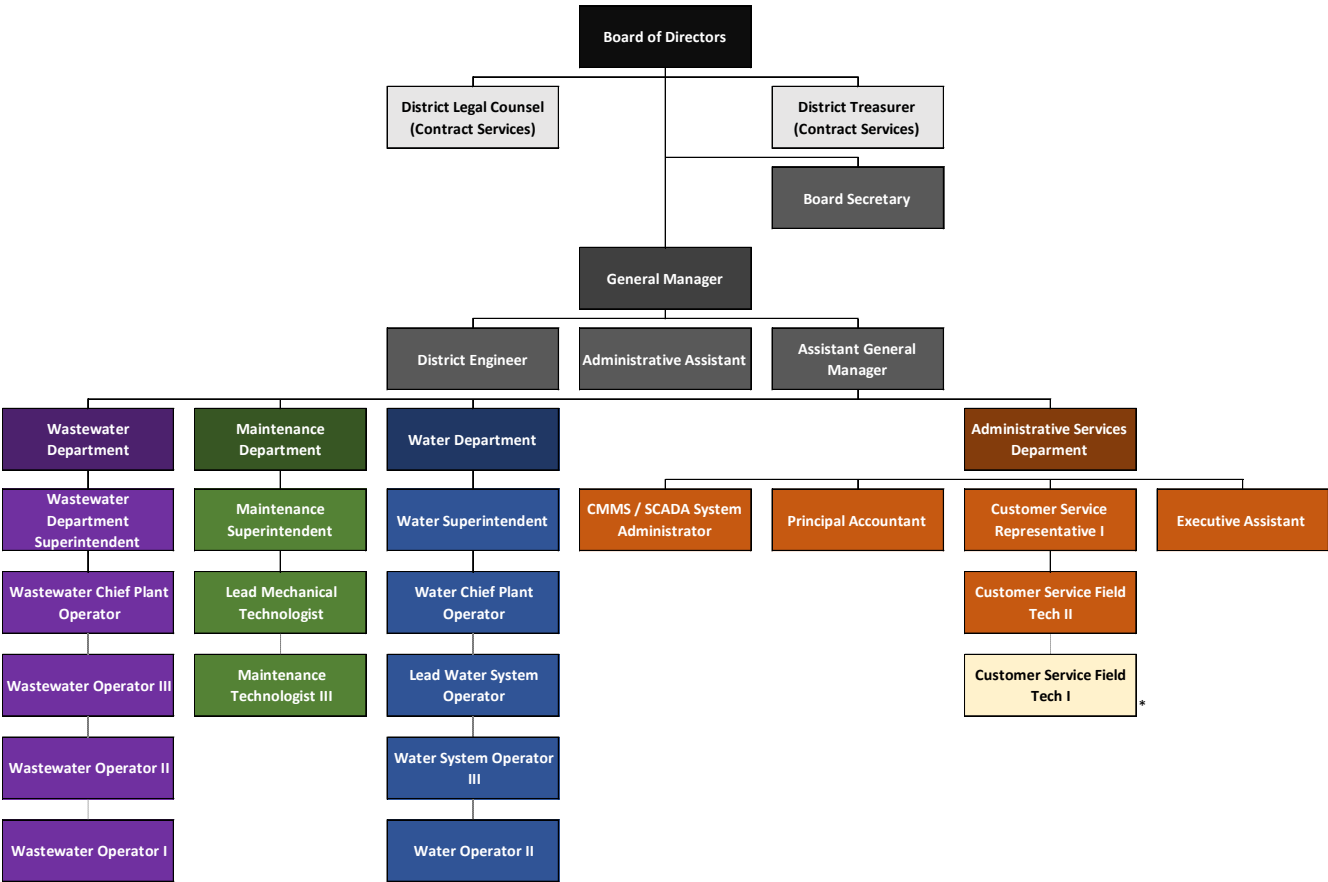 Board of Directors
District Legal Counsel
(Contract Services)
District Treasurer
(Contract Services)
Board Secretary
General Manager
District Engineer
Administrative Assistant
Assistant General
Manager
Wastewater
Department
Maintenance
Department
Water Department
Administrative Services
Deparment
Wastewater
Department
Superintendent
Maintenance
Superintendent
Water Superintendent
CMMS / SCADA System
Administrator
Principal Accountant
Customer Service
Representative I
Executive Assistant
Wastewater Chief Plant
Operator
Lead Mechanical
Technologist
Water Chief Plant
Operator
Customer Service Field
Tech II
Wastewater Operator III
Maintenance
Technologist III
Lead Water System
Operator
Customer Service Field
Tech I
*
Wastewater Operator II
Water System Operator
III
Wastewater Operator I
Water Operator II